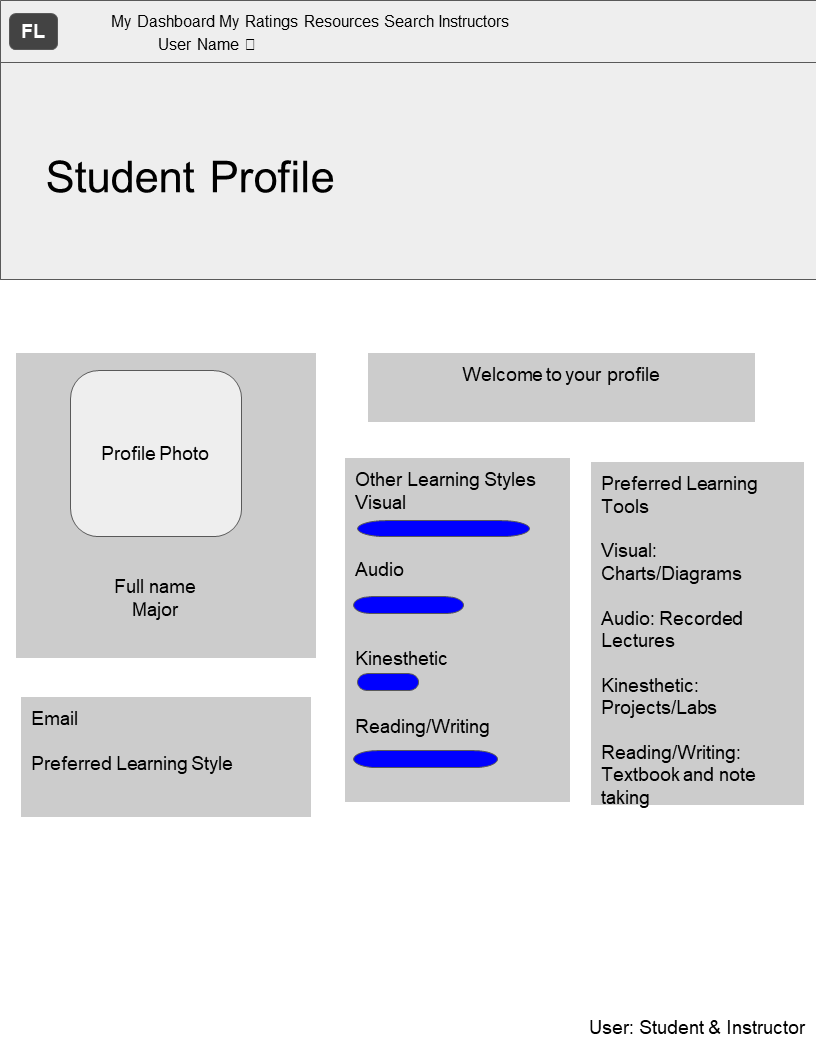 FL
My Dashboard My Ratings Resources Search Instructors
User Name
Student Profile
Profile Photo
Full name
Major
Email
Preferred Learning Style
Welcome to your profile
Other Learning Styles
Visual
Audio
Kinesthetic
Reading/Writing
Preferred Learning
Tools
Visual:
Charts/Diagrams
Audio: Recorded
Lectures
Kinesthetic:
Projects/Labs
Reading/Writing:
Textbook and note
taking
User: Student & Instructor